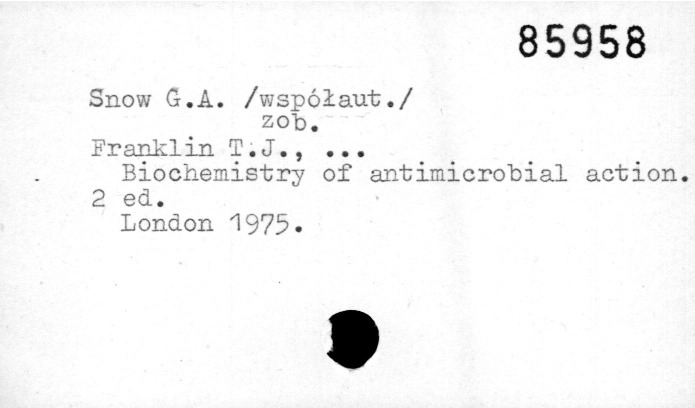 85958
Snow G.A. /współaut./
zob.
Franklin T.J., ...
Biochemistry of antimicrobial action.
2 ed.
London 1975.